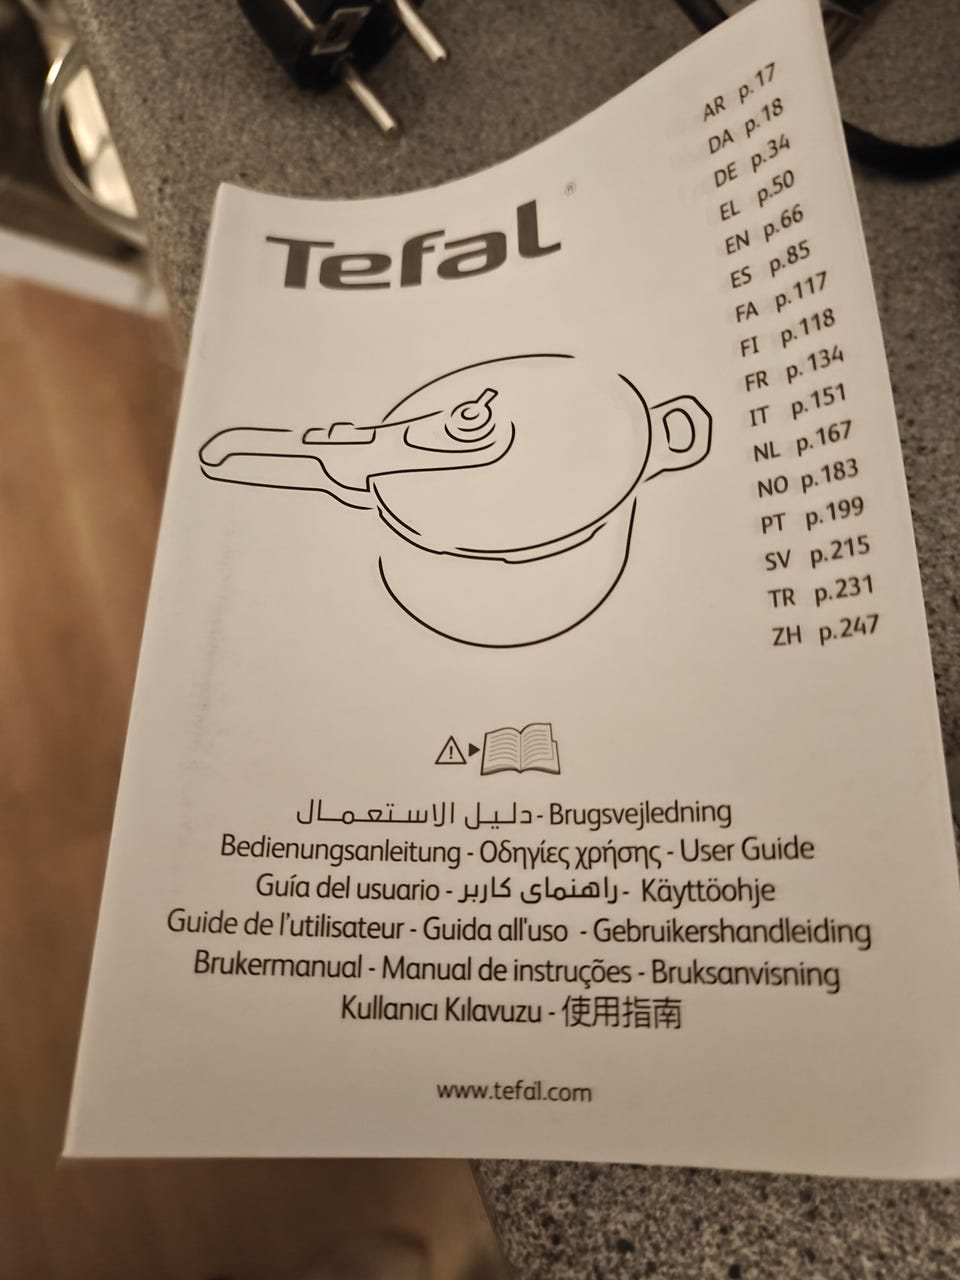 Tefal®
AR p.17
DA p.18
DE p.34
EL p.50
EN p.66
ES p.85
FA p.117
FI p.118
FR p.134
IT p.151
NL p.167
NO p.183
PT p.199
SV p.215
TR p.231
ZH p.247
دليل الاستعمال - Brugsvejledning
Bedienungsanleitung - Οδηγίες χρήσης - User Guide
Guía del usuario - راهنمای کاربر - Käyttöohje
Guide de l'utilisateur - Guida all'uso - Gebruikershandleiding
Brukermanual - Manual de instruções - Bruksanvisning
Kullanıcı Kılavuzu - 使用指南
www.tefal.com